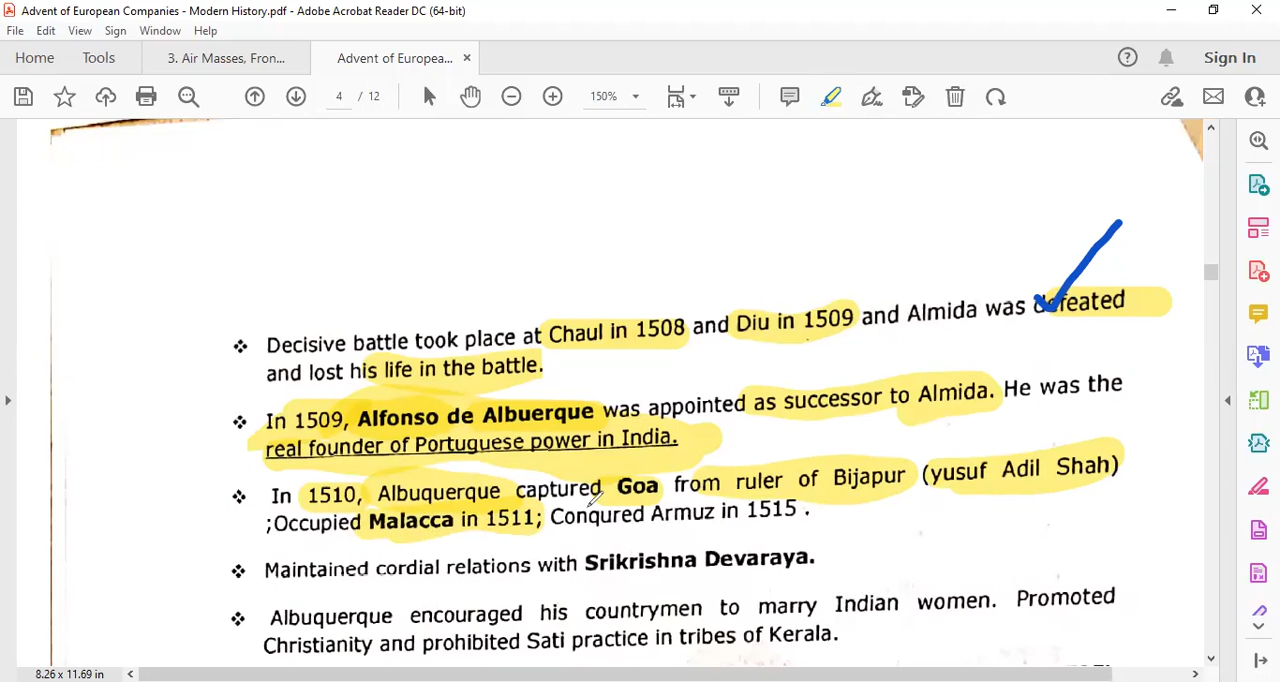 Advent of European Companies - Modern History.pdf - Adobe Acrobat Reader DC (64-bit)
File Edit View Sign Window Help
Home Tools 3. Air Masses, Fron... Advent of Europea... × Sign In
4 / 12 150%
❖ Decisive battle took place at Chaul in 1508 and Diu in 1509 and Almida was defeated
and lost his life in the battle.
❖ In 1509, Alfonso de Albuerque was appointed as successor to Almida. He was the
real founder of Portuguese power in India.
❖ In 1510, Albuquerque captured Goa from ruler of Bijapur (yusuf Adil Shah)
;Occupied Malacca in 1511; Conqured Armuz in 1515 .
❖ Maintained cordial relations with Srikrishna Devaraya.
❖ Albuquerque encouraged his countrymen to marry Indian women. Promoted
Christianity and prohibited Sati practice in tribes of Kerala.
8.26 x 11.69 in